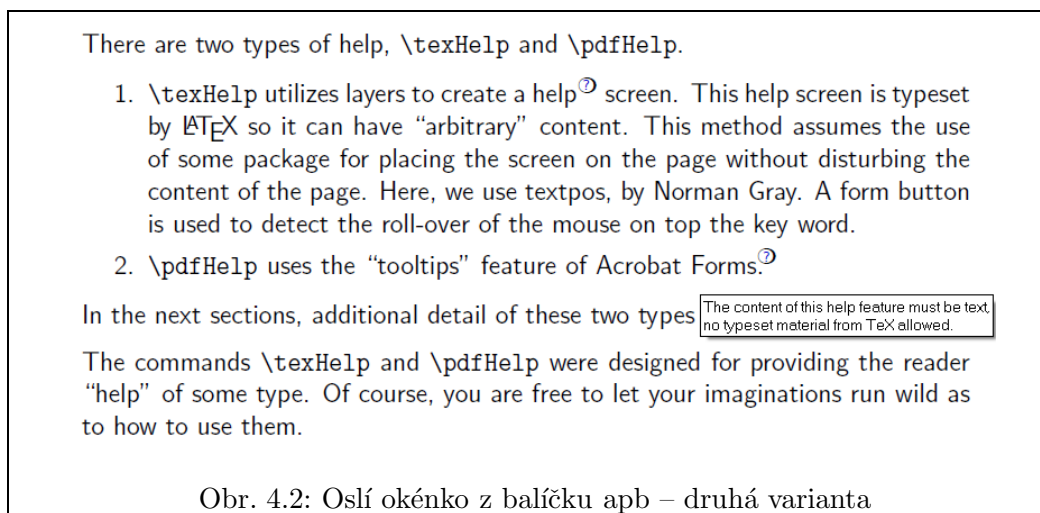 There are two types of help, \texHelp and \pdfHelp.
1. \texHelp utilizes layers to create a help? screen. This help screen is typeset
by LATEX so it can have “arbitrary” content. This method assumes the use
of some package for placing the screen on the page without disturbing the
content of the page. Here, we use textpos, by Norman Gray. A form button
is used to detect the roll-over of the mouse on top the key word.
2. \pdfHelp uses the “tooltips” feature of Acrobat Forms.?
In the next sections, additional detail of these two types
The content of this help feature must be text,
no typeset material from TeX allowed.
The commands \texHelp and \pdfHelp were designed for providing the reader
“help” of some type. Of course, you are free to let your imaginations run wild as
to how to use them.
Obr. 4.2: Oslí okénko z balíčku apb – druhá varianta